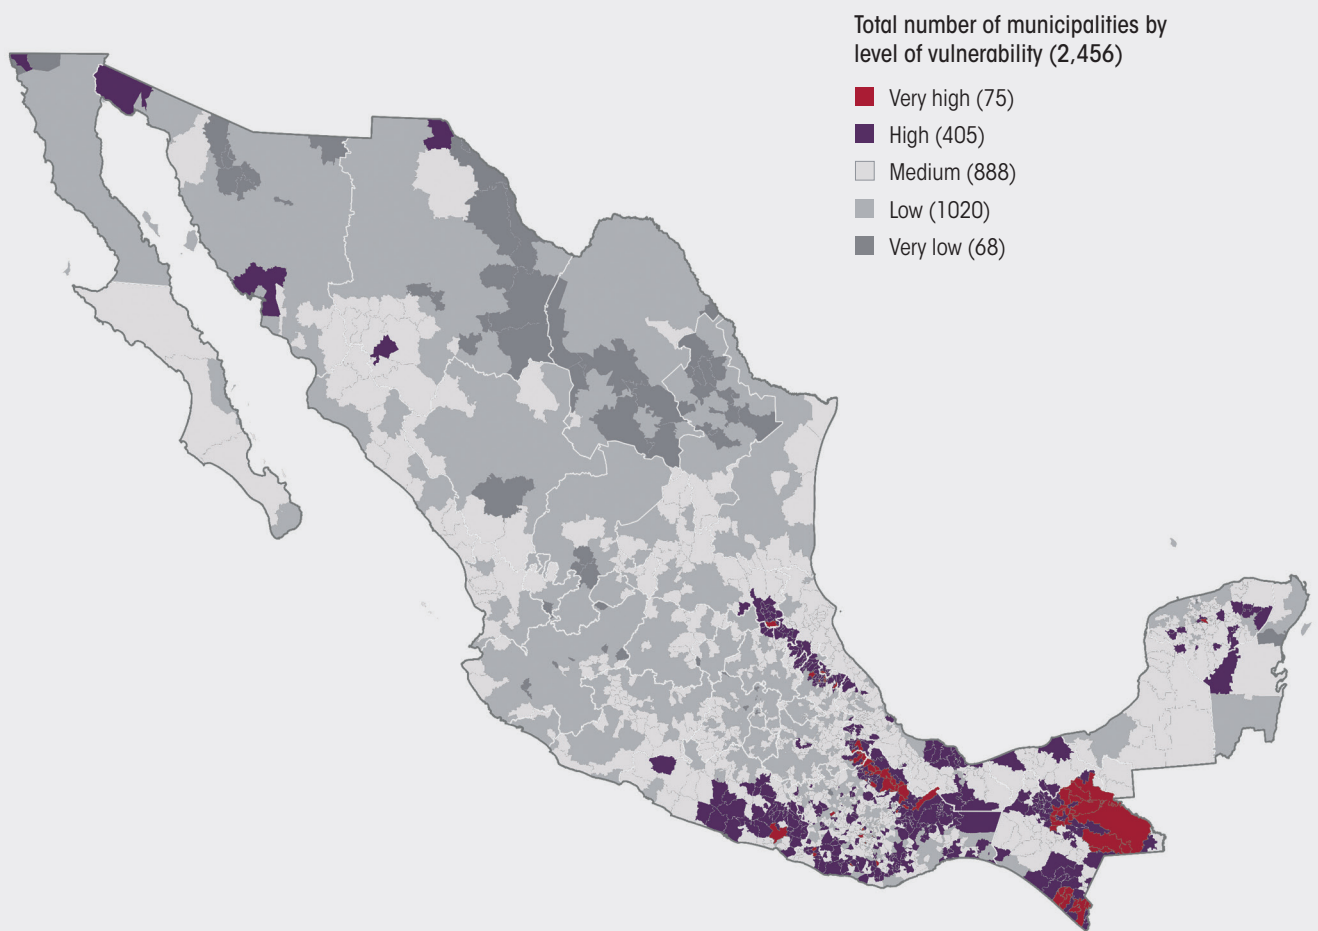 Total number of municipalities by
level of vulnerability (2,456)
Very high (75)
High (405)
Medium (888)
Low (1020)
Very low (68)